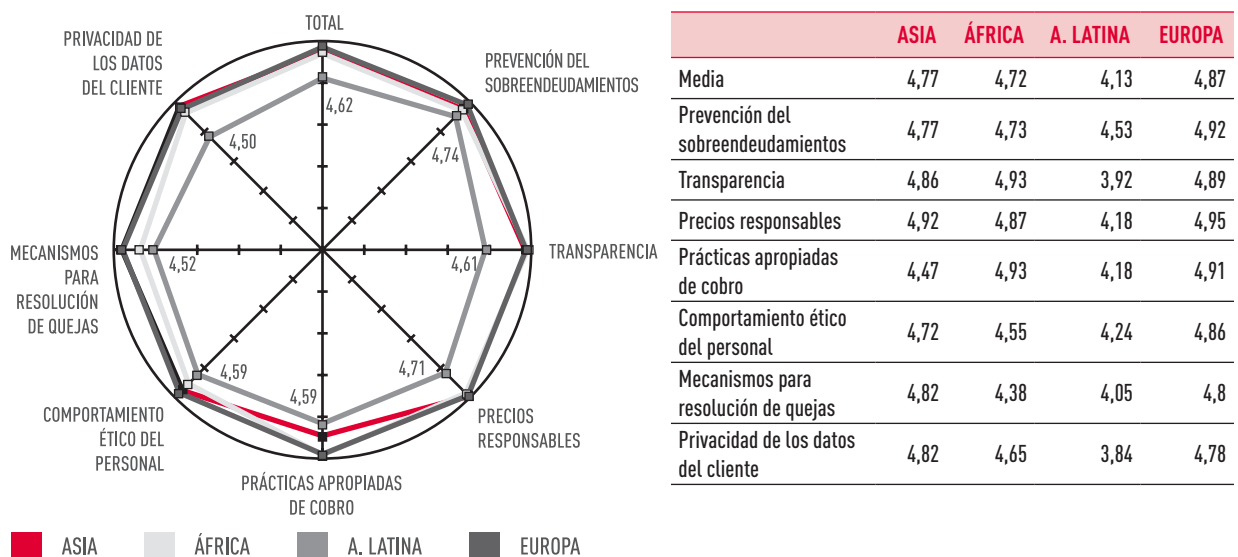 TOTAL
PRIVACIDAD DE
LOS DATOS
DEL CLIENTE
PREVENCIÓN DEL
SOBREENDEUDAMIENTOS
4,62
4,50
4,74
MECANISMOS
PARA
RESOLUCIÓN
DE QUEJAS
4,52
4,61
TRANSPARENCIA
4,59
4,59
4,71
COMPORTAMIENTO
ÉTICO DEL
PERSONAL
PRECIOS
RESPONSABLES
PRÁCTICAS APROPIADAS
DE COBRO
ASIA ÁFRICA A. LATINA EUROPA
ASIA ÁFRICA A. LATINA EUROPA
Media 4,77 4,72 4,13 4,87
Prevención del
sobreendeudamientos 4,77 4,73 4,53 4,92
Transparencia 4,86 4,93 3,92 4,89
Precios responsables 4,92 4,87 4,18 4,95
Prácticas apropiadas
de cobro 4,47 4,93 4,18 4,91
Comportamiento ético
del personal 4,72 4,55 4,24 4,86
Mecanismos para
resolución de quejas 4,82 4,38 4,05 4,8
Privacidad de los datos
del cliente 4,82 4,65 3,84 4,78